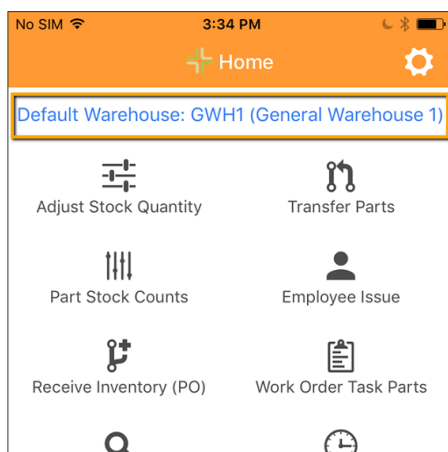 No SIM 3:34 PM
Home
Default Warehouse: GWH1 (General Warehouse 1)
Adjust Stock Quantity Transfer Parts
Part Stock Counts Employee Issue
Receive Inventory (PO) Work Order Task Parts